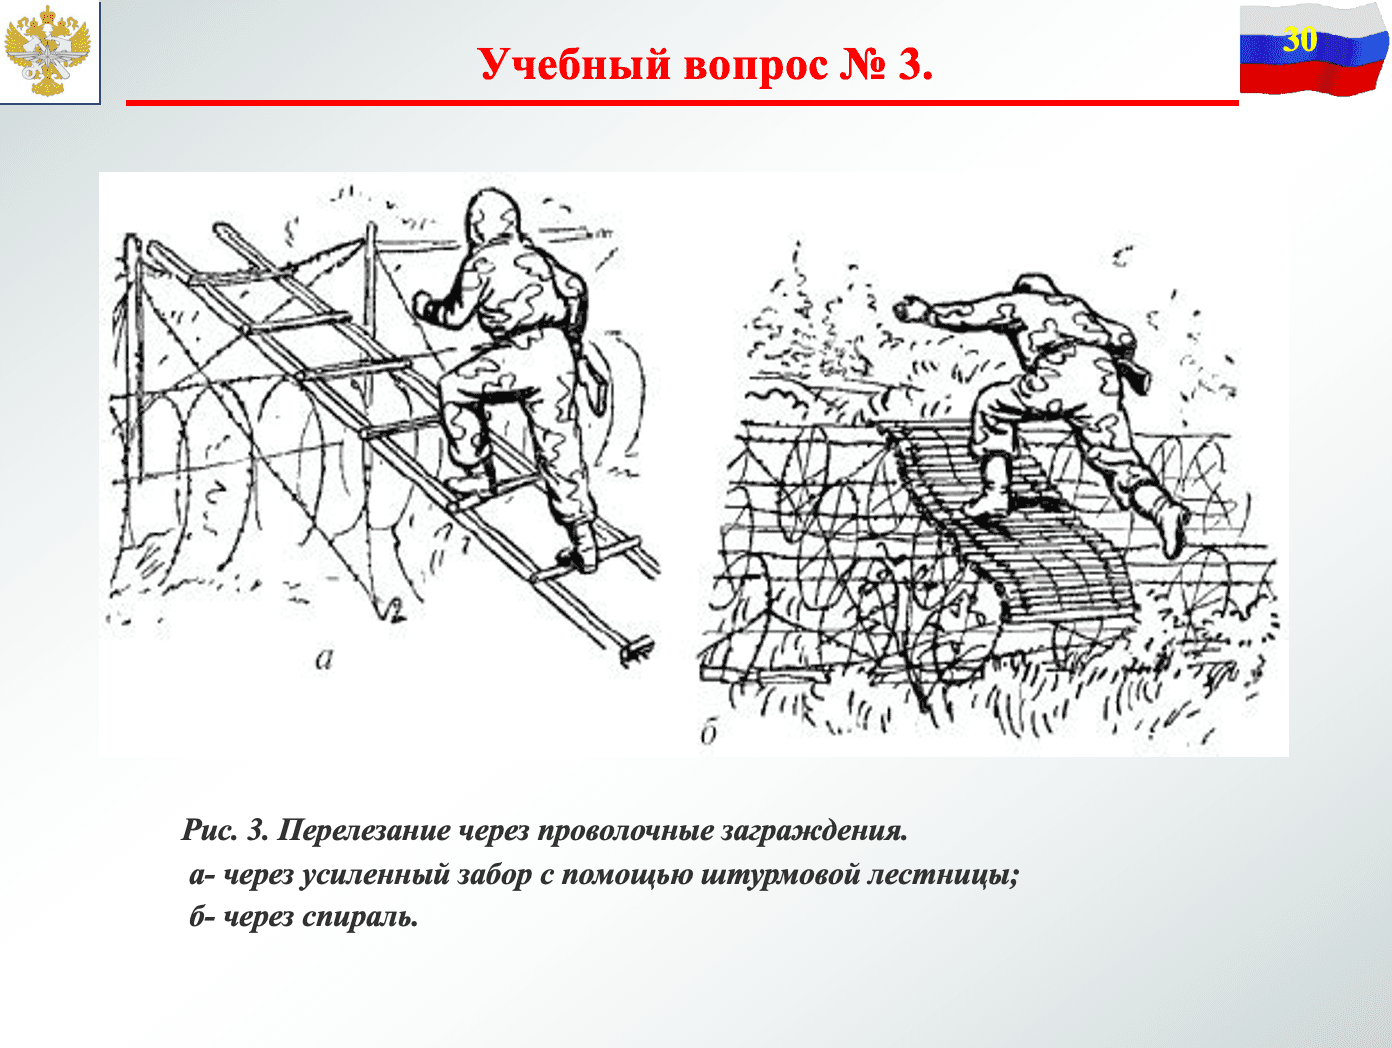 Учебный вопрос № 3.
30
а
б
Рис. 3. Перелезание через проволочные заграждения.
а- через усиленный забор с помощью штурмовой лестницы;
б- через спираль.